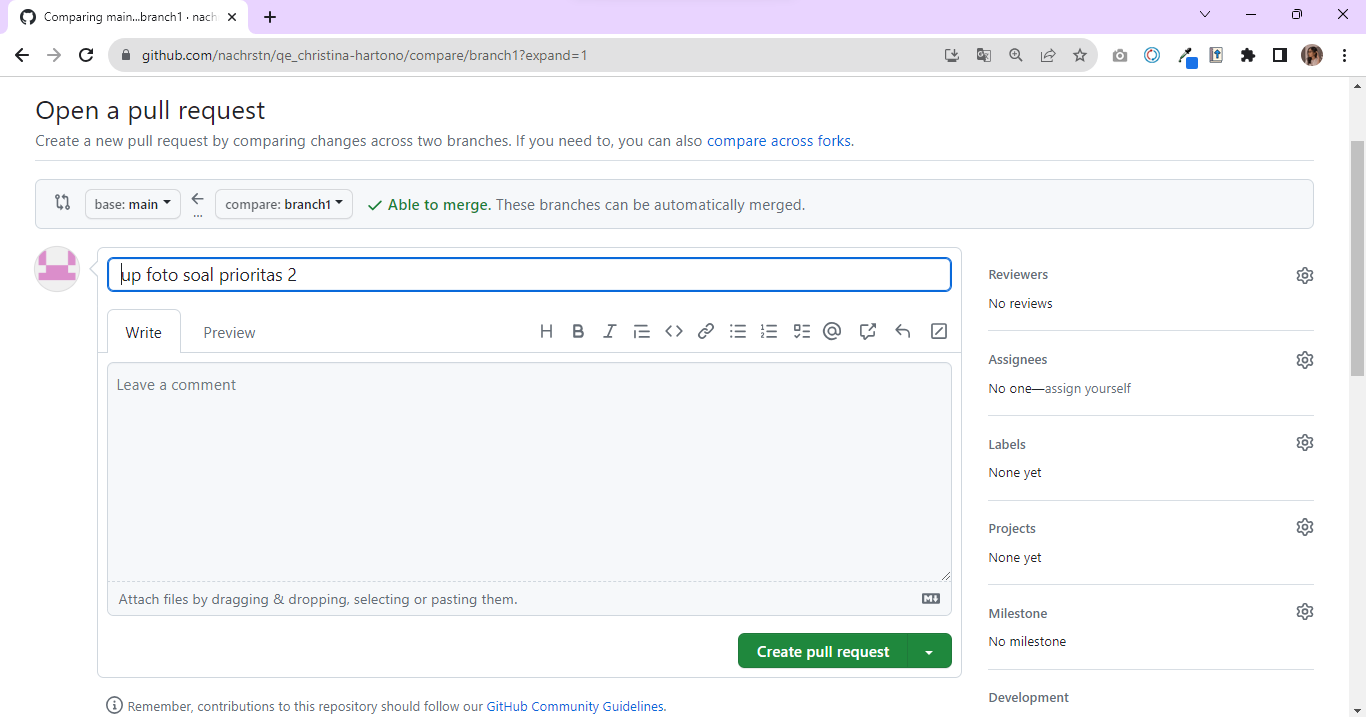 Comparing main...branch1 · nach
github.com/nachrstn/qe_christina-hartono/compare/branch1?expand=1
Open a pull request
Create a new pull request by comparing changes across two branches. If you need to, you can also compare across forks.
base: main
...
compare: branch1
Able to merge. These branches can be automatically merged.
up foto soal prioritas 2
Write
Preview
Leave a comment
Attach files by dragging & dropping, selecting or pasting them.
Create pull request
Remember, contributions to this repository should follow our GitHub Community Guidelines.
Reviewers
No reviews
Assignees
No one—assign yourself
Labels
None yet
Projects
None yet
Milestone
No milestone
Development